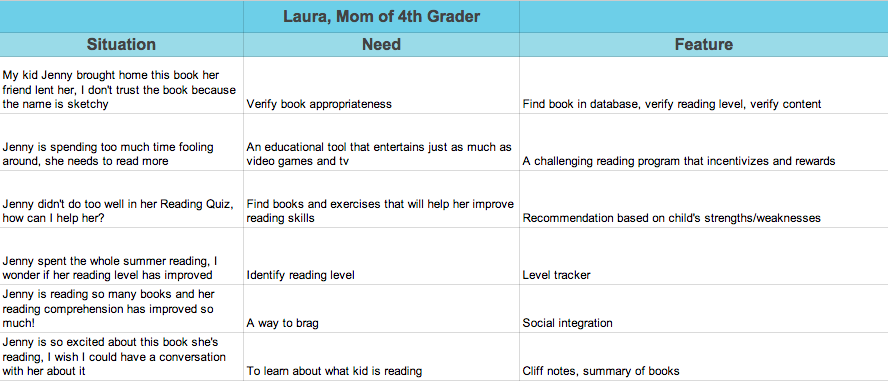 Laura, Mom of 4th Grader
Situation Need Feature
My kid Jenny brought home this book her
friend lent her, I don't trust the book because
the name is sketchy
Verify book appropriateness
Find book in database, verify reading level, verify content
Jenny is spending too much time fooling
around, she needs to read more
An educational tool that entertains just as much as
video games and tv
A challenging reading program that incentivizes and rewards
Jenny didn't do too well in her Reading Quiz,
how can I help her?
Find books and exercises that will help her improve
reading skills
Recommendation based on child's strengths/weaknesses
Jenny spent the whole summer reading, I
wonder if her reading level has improved
Identify reading level
Level tracker
Jenny is reading so many books and her
reading comprehension has improved so
much!
A way to brag
Social integration
Jenny is so excited about this book she's
reading, I wish I could have a conversation
with her about it
To learn about what kid is reading
Cliff notes, summary of books